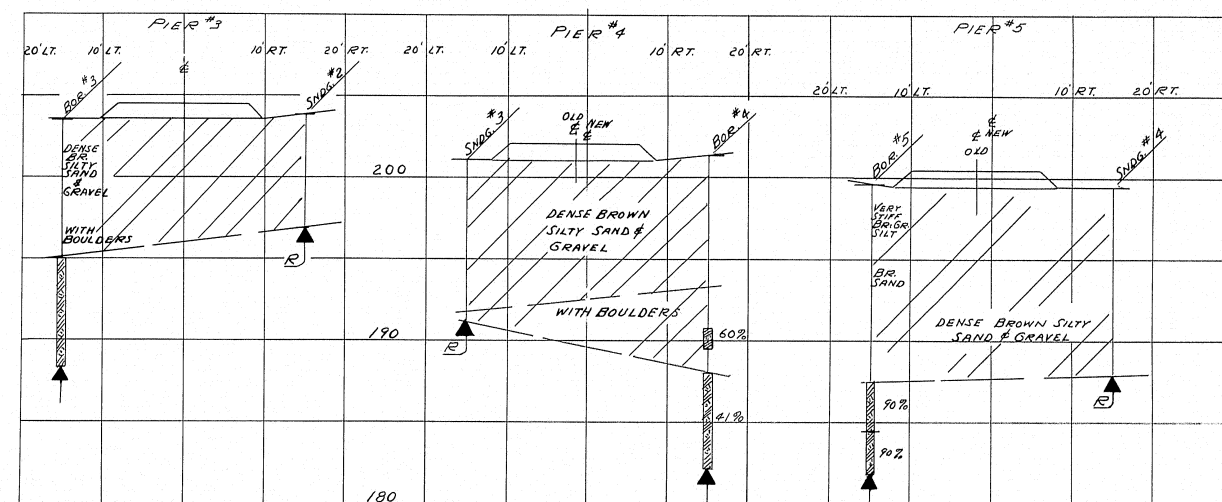 PIER #3
20' LT. 10' LT. ℄ 10' RT. 20' RT.
BOR. #3
SNDG. #2
DENSE
BR.
SILTY
SAND
&
GRAVEL
WITH
BOULDERS
R
PIER #4
20' LT. 10' LT. 10' RT. 20' RT.
SNDG. #3
OLD ℄
NEW ℄
BOR. #4
200
DENSE BROWN
SILTY SAND &
GRAVEL
WITH BOULDERS
190
R
60%
41%
180
PIER #5
20' LT. 10' LT. 10' RT. 20' RT.
BOR. #5
℄ NEW
℄
OLD
SNDG. #4
VERY
STIFF
BR.GR.
SILT
BR.
SAND
DENSE BROWN SILTY
SAND & GRAVEL
R
90%
90%